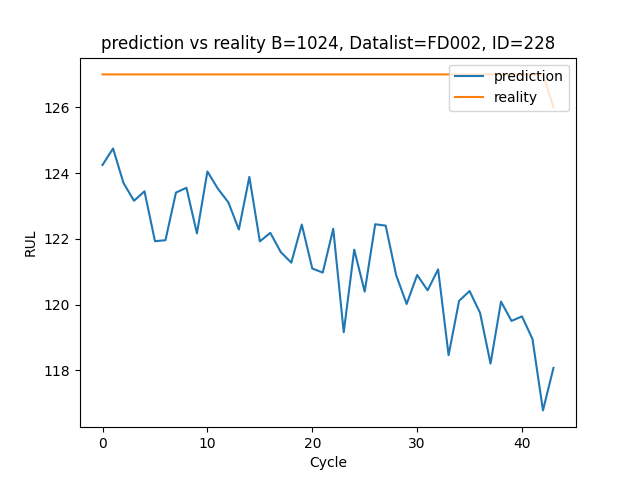 prediction vs reality B=1024, Datalist=FD002, ID=228
prediction
reality
126
124
122
120
118
RUL
0 10 20 30 40
Cycle